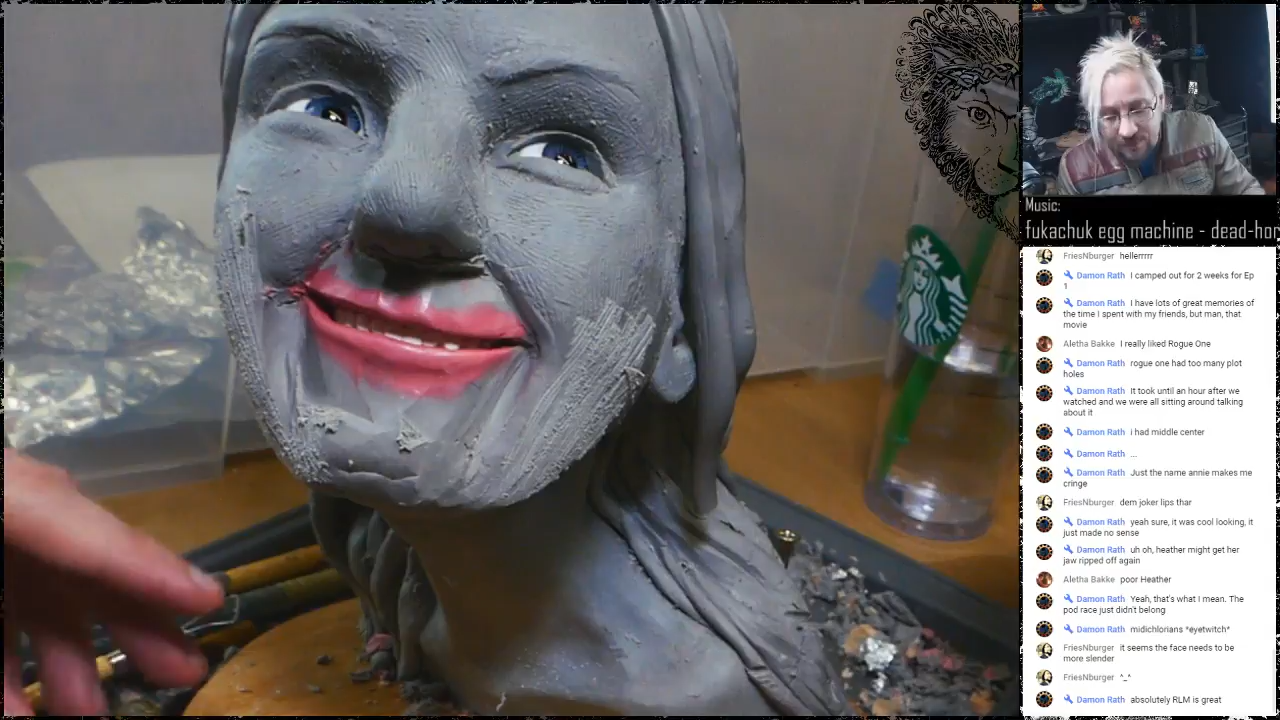 Music:
fukachuk egg machine - dead-hor
FriesNburger hellerrrrr
Damon Rath I camped out for 2 weeks for Ep
1
Damon Rath I have lots of great memories of
the time I spent with my friends, but man, that
movie
Aletha Bakke I really liked Rogue One
Damon Rath rogue one had too many plot
holes
Damon Rath It took until an hour after we
watched and we were all sitting around talking
about it
Damon Rath i had middle center
Damon Rath ...
Damon Rath Just the name annie makes me
cringe
FriesNburger dem joker lips thar
Damon Rath yeah sure, it was cool looking, it
just made no sense
Damon Rath uh oh, heather might get her
jaw ripped off again
Aletha Bakke poor Heather
Damon Rath Yeah, that's what I mean. The
pod race just didn't belong
Damon Rath midichlorians *eyetwitch*
FriesNburger it seems the face needs to be
more slender
FriesNburger ^_^
Damon Rath absolutely RLM is great